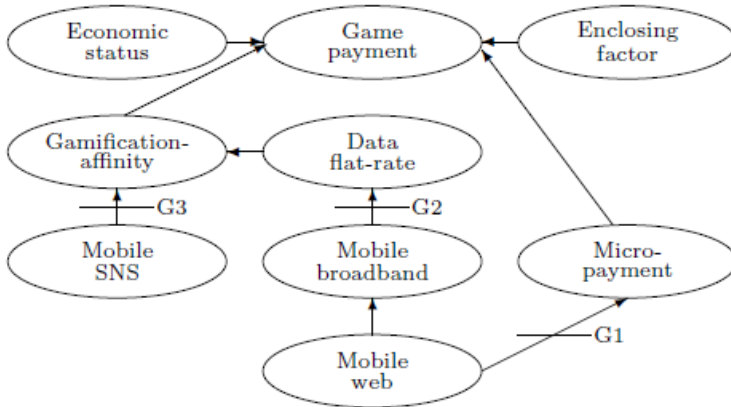 Economic
status
Game
payment
Enclosing
factor
Gamification-
affinity
Data
flat-rate
G3
G2
Mobile
SNS
Mobile
broadband
Micro-
payment
G1
Mobile
web